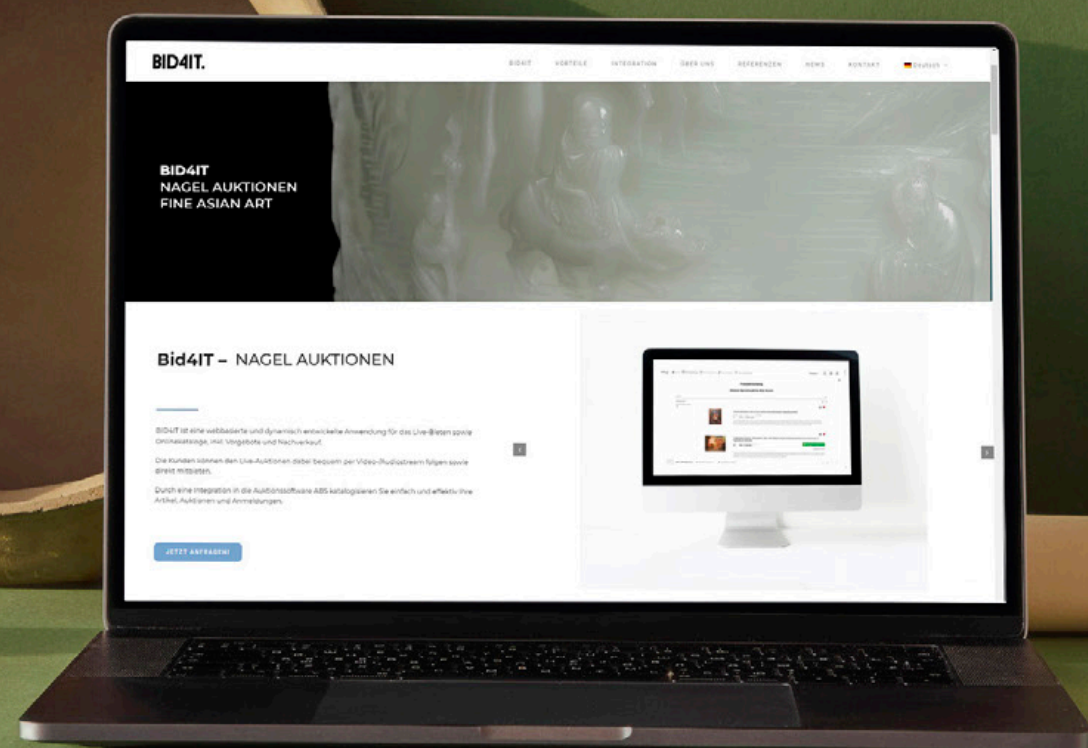 BID4IT.
BID4IT VORTEILE INTEGRATION ÜBER UNS REFERENZEN NEWS KONTAKT Deutsch
BID4IT
NAGEL AUKTIONEN
FINE ASIAN ART
Bid4IT – NAGEL AUKTIONEN
BID4IT ist eine webbasierte und dynamisch entwickelte Anwendung für das Live-Bieten sowie
Onlinekataloge, inkl. Vorgebote und Nachverkauf.
Die Kunden können den Live-Auktionen dabei bequem per Video-/Audiostream folgen sowie
direkt mitbieten.
Durch eine Integration in die Auktionssoftware ABS katalogisieren Sie einfach und effektiv Ihre
Artikel, Auktionen und Anmeldungen.
JETZT ANFRAGEN!